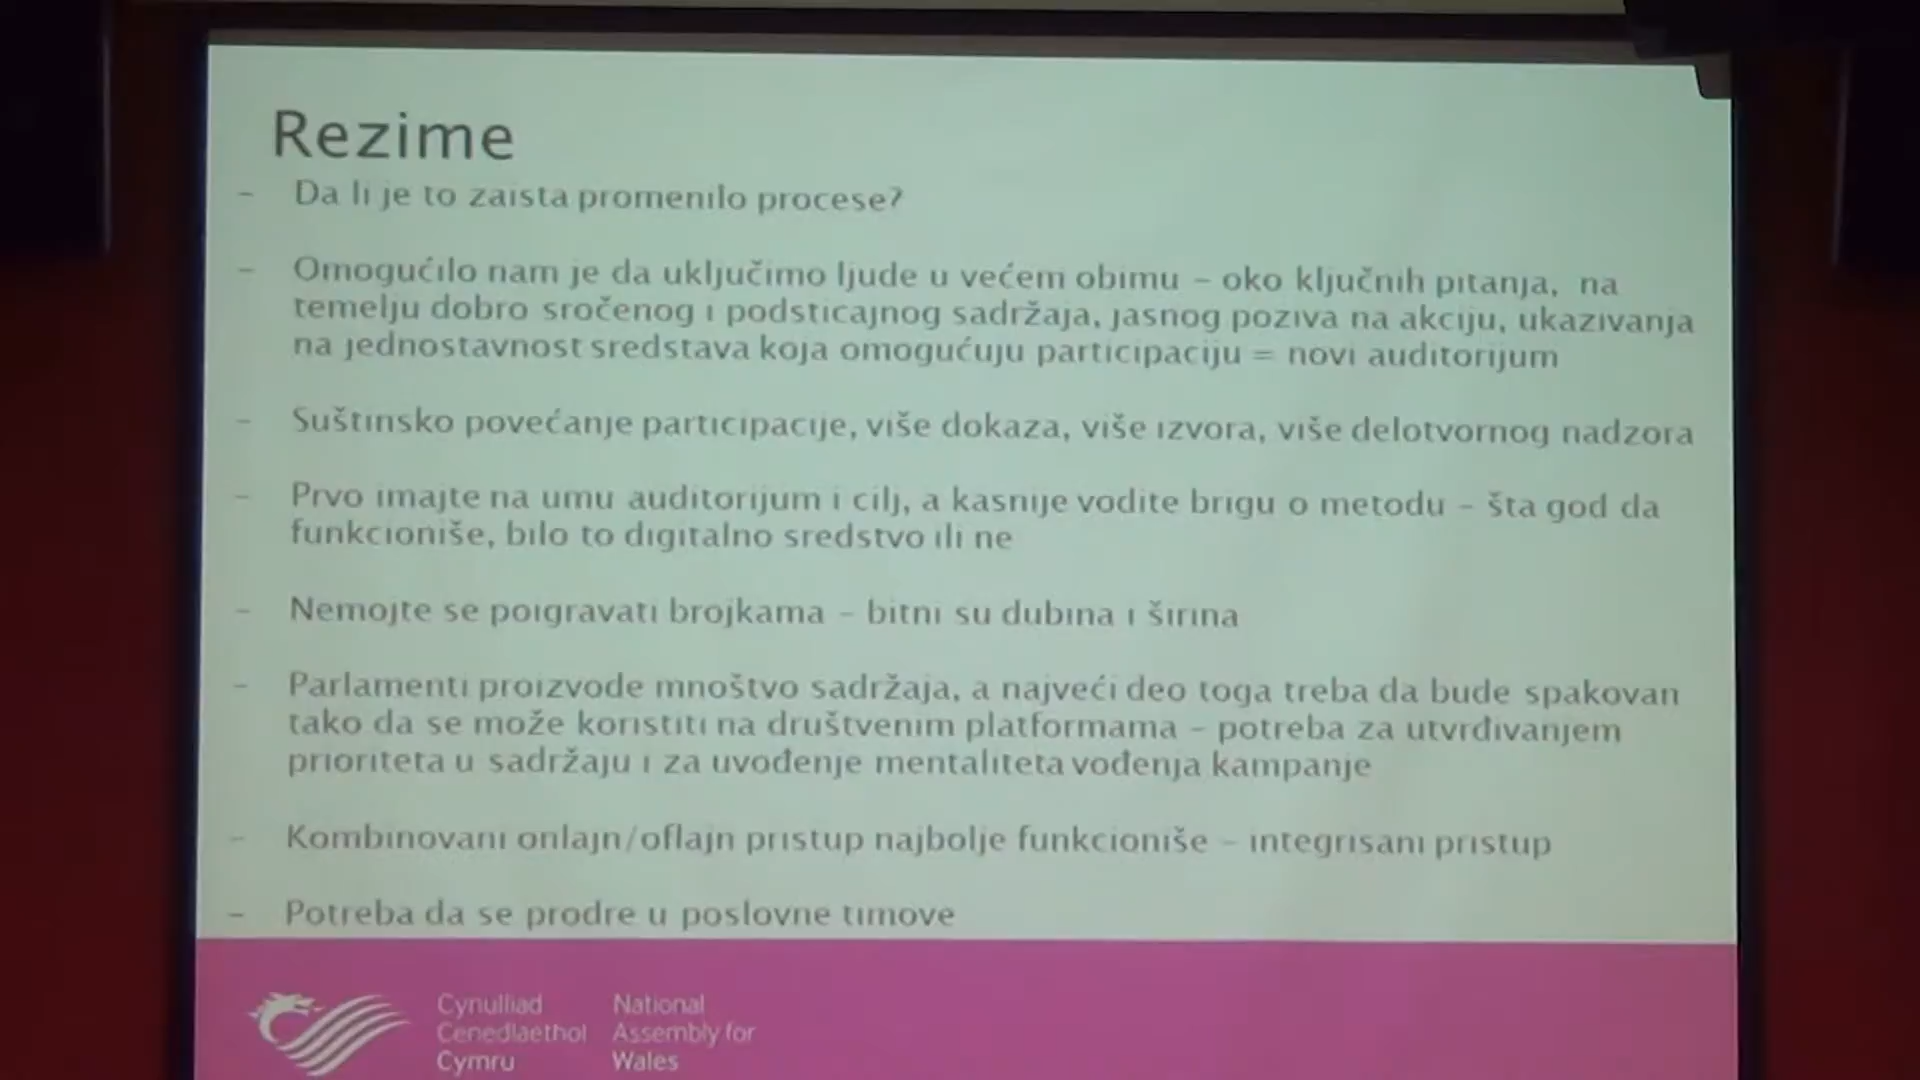 Rezime
- Da li je to zaista promenilo procese?
- Omogućilo nam je da uključimo ljude u većem obimu – oko ključnih pitanja, na
temelju dobro sročenog i podsticajnog sadržaja, jasnog poziva na akciju, ukazivanja
na jednostavnost sredstava koja omogućuju participaciju = novi auditorijum
- Suštinsko povećanje participacije, više dokaza, više izvora, više delotvornog nadzora
- Prvo imajte na umu auditorijum i cilj, a kasnije vodite brigu o metodu – šta god da
funkcioniše, bilo to digitalno sredstvo ili ne
- Nemojte se poigravati brojkama – bitni su dubina i širina
- Parlamenti proizvode mnoštvo sadržaja, a najveći deo toga treba da bude spakovan
tako da se može koristiti na društvenim platformama – potreba za utvrđivanjem
prioriteta u sadržaju i za uvođenje mentaliteta vođenja kampanje
- Kombinovani onlajn/oflajn pristup najbolje funkcioniše – integrisani pristup
- Potreba da se prodre u poslovne timove
Cynulliad
Cenedlaethol
Cymru
National
Assembly for
Wales